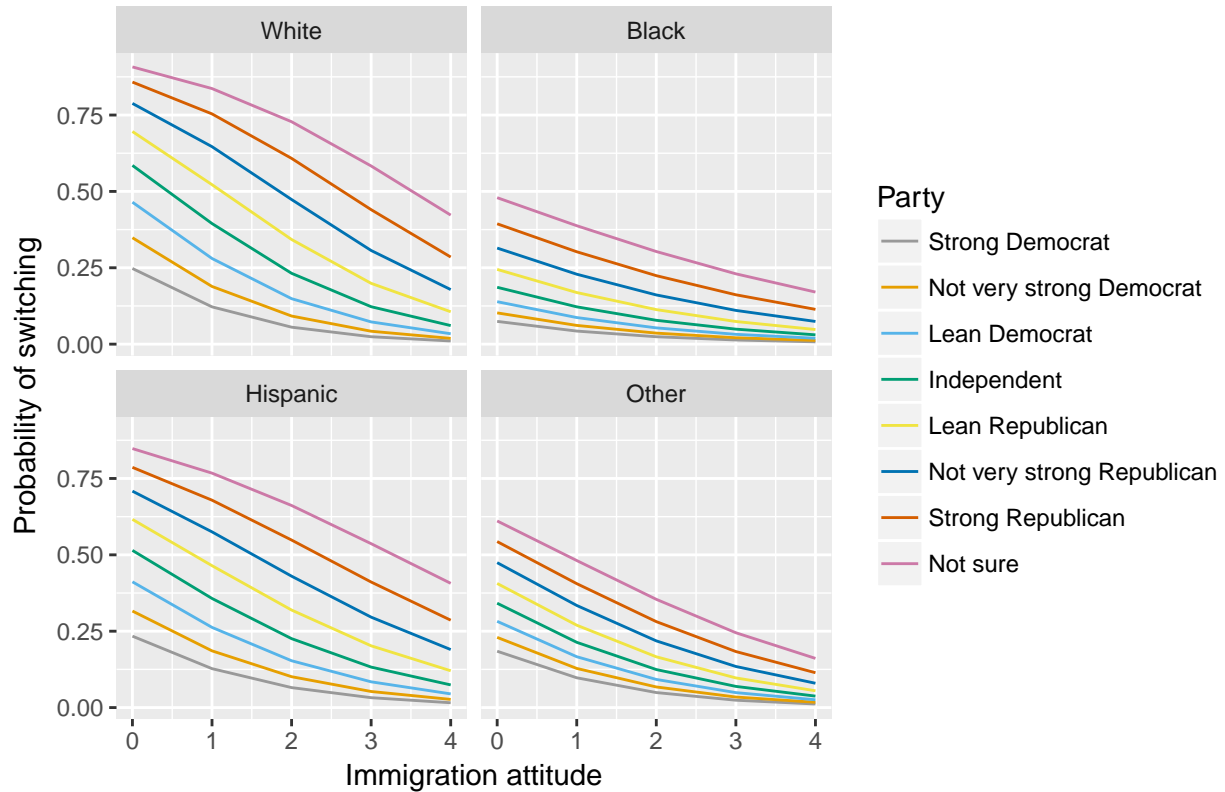 White
Black
0.75
0.50
0.25
0.00
Hispanic
Other
0.75
0.50
0.25
0.00
0 1 2 3 4
0 1 2 3 4
Immigration attitude
Probability of switching
Party
Strong Democrat
Not very strong Democrat
Lean Democrat
Independent
Lean Republican
Not very strong Republican
Strong Republican
Not sure